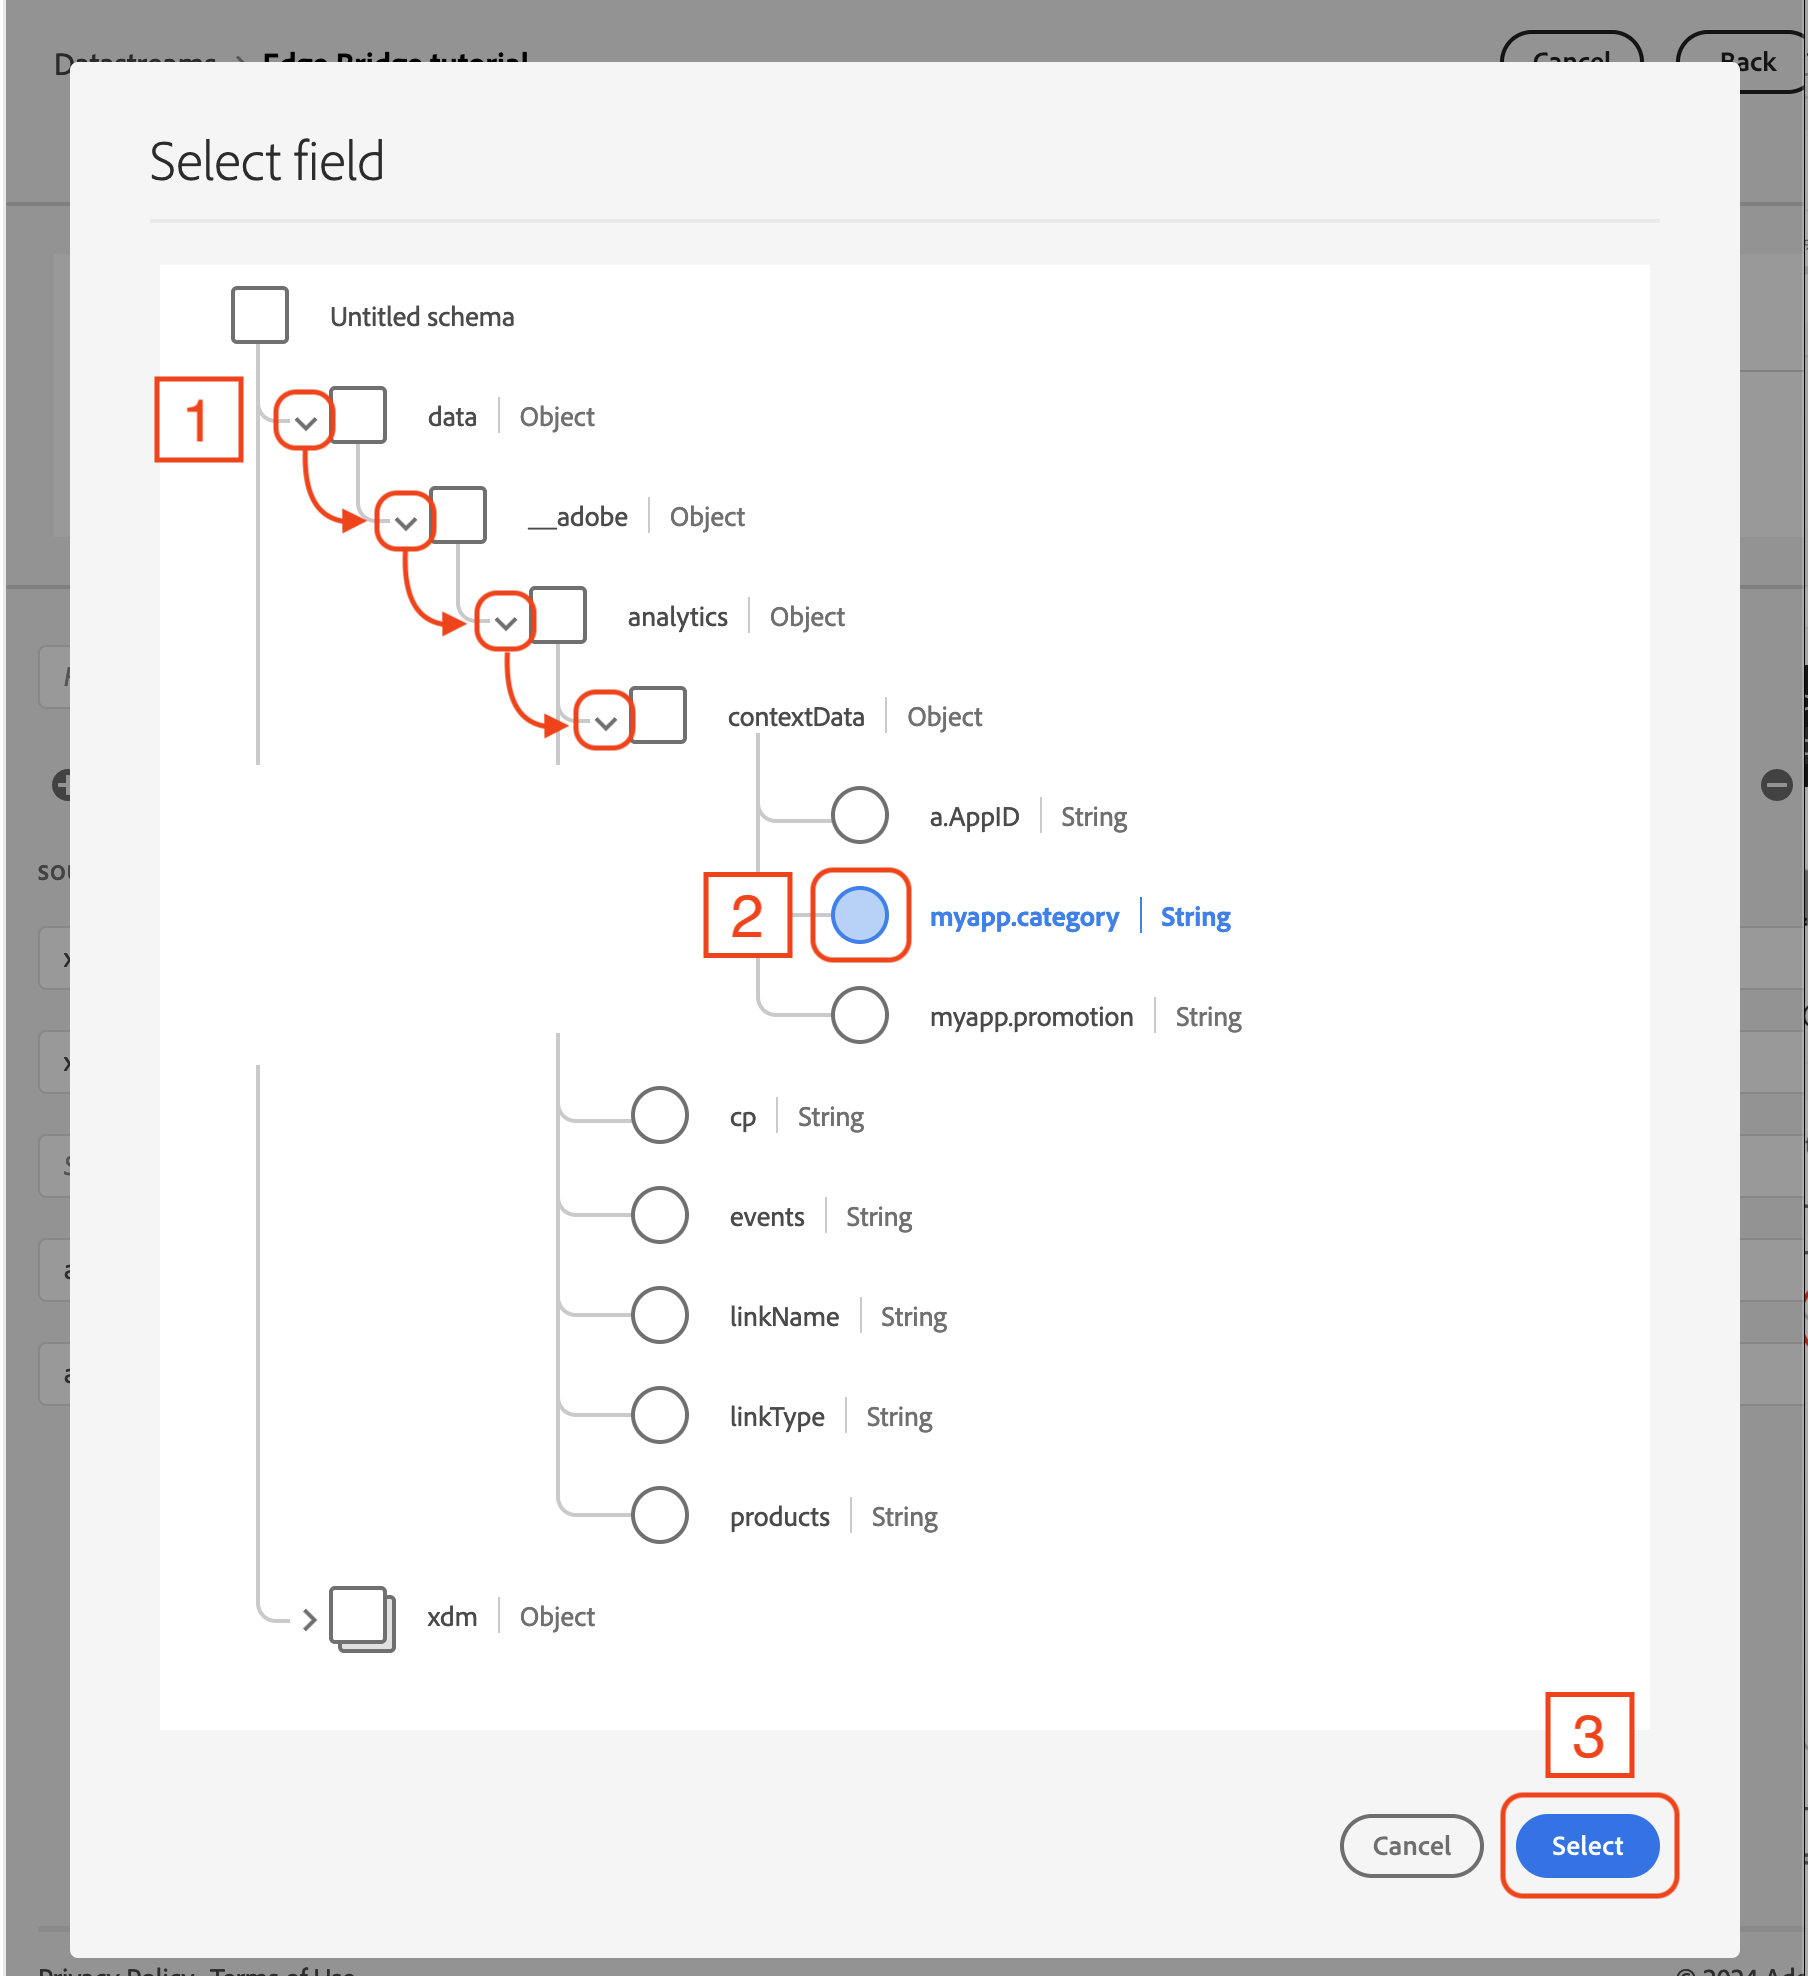 Datastreams > Edge Bridge tutorial
Cancel
Back
Select field
Untitled schema
1
data | Object
__adobe | Object
analytics | Object
contextData | Object
a.AppID | String
2
myapp.category | String
myapp.promotion | String
cp | String
events | String
linkName | String
linkType | String
products | String
xdm | Object
3
Cancel
Select
Privacy Policy Terms of Use
© 2024